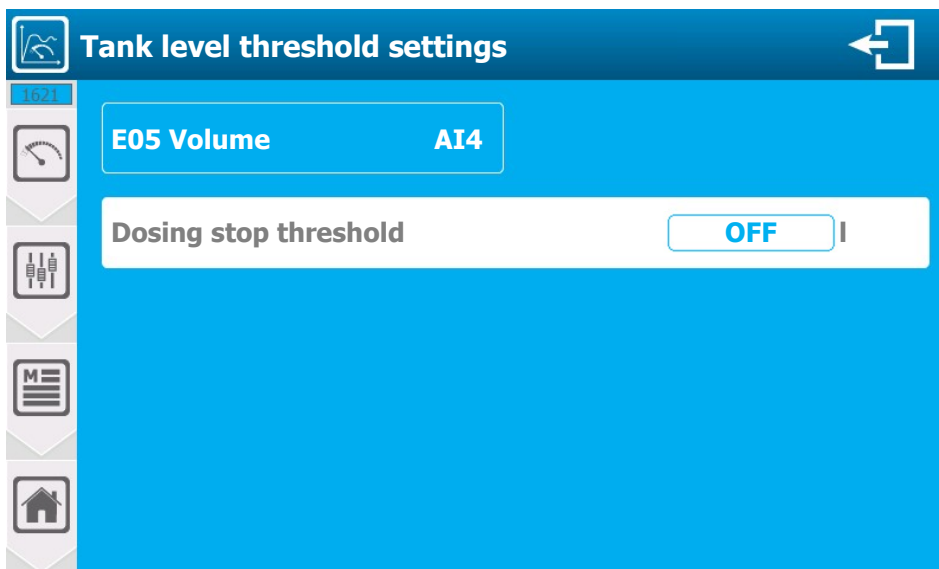 Tank level threshold settings
1621
E05 Volume AI4
Dosing stop threshold OFF l
M